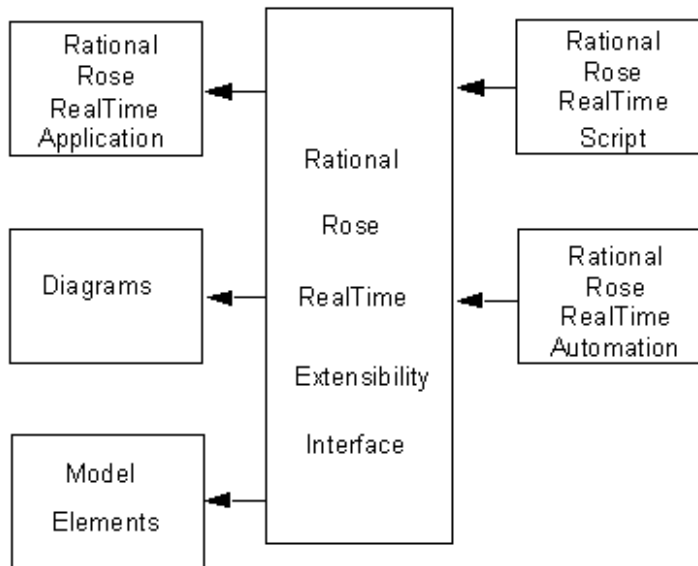 Rational
Rose
RealTime
Application
Diagrams
Model
Elements
Rational
Rose
RealTime
Extensibility
Interface
Rational
Rose
RealTime
Script
Rational
Rose
RealTime
Automation